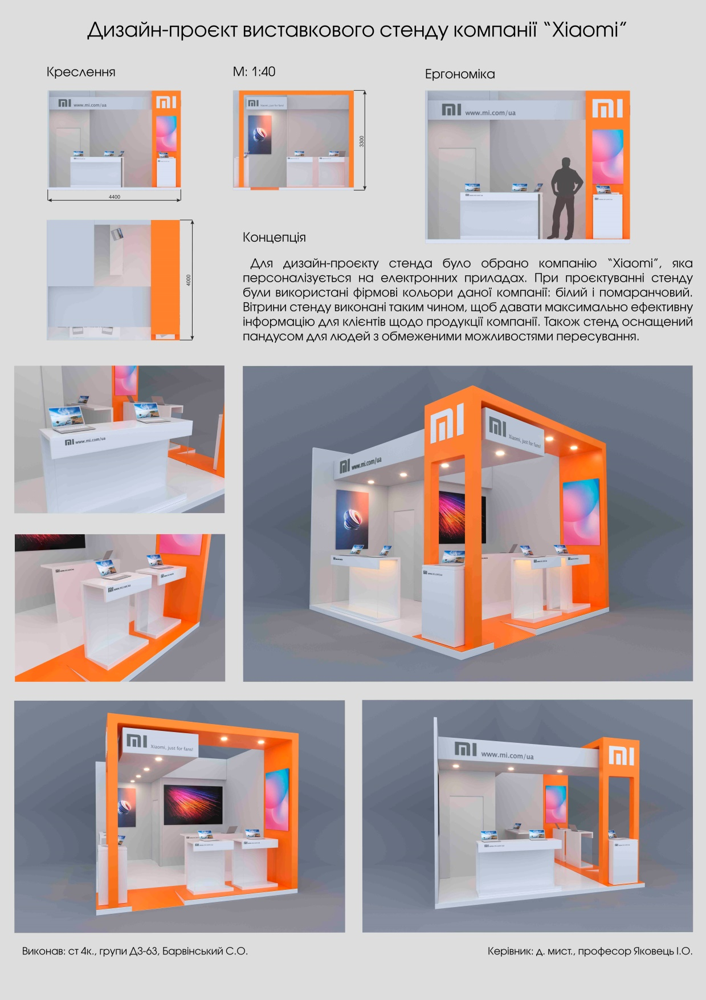 Дизайн-проєкт виставкового стенду компанії “Xiaomi”
Креслення
М: 1:40
Ергономіка
mi www.mi.com/ua
mi
mi Xiaomi, just for fans!
3300
mi www.mi.com/ua
mi
4400
4000
Концепція
Для дизайн-проєкту стенда було обрано компанію “Xiaomi”, яка
персоналізується на електронних приладах. При проєктуванні стенду
були використані фірмові кольори даної компанії: білий і помаранчовий.
Вітрини стенду виконані таким чином, щоб давати максимально ефективну
інформацію для клієнтів щодо продукції компанії. Також стенд оснащений
пандусом для людей з обмеженими можливостями пересування.
mi www.mi.com/ua
mi www.mi.com/ua
mi
mi Xiaomi, just for fans!
mi www.mi.com/ua
mi Xiaomi, just for fans!
mi www.mi.com/ua
mi
Виконав: ст 4к., групи ДЗ-63, Барвінський С.О.
Керівник: д. мист., професор Яковець І.О.